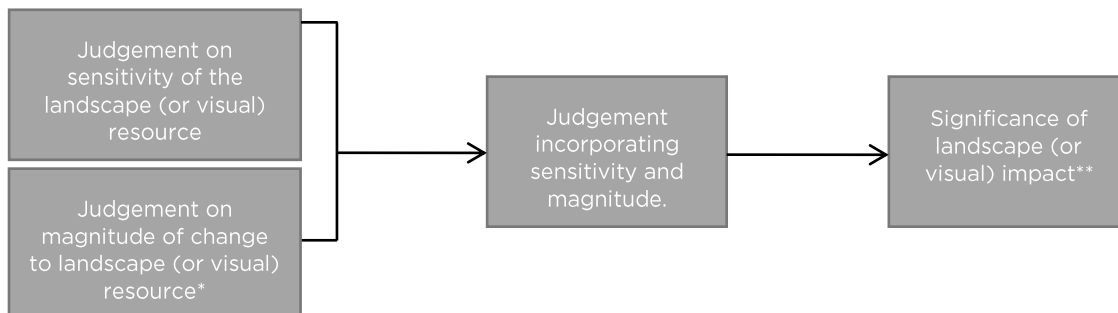 Judgement on
sensitivity of the
landscape (or visual)
resource
Judgement on
magnitude of change
to landscape (or visual)
resource*
Judgement
incorporating
sensitivity and
magnitude.
Significance of
landscape (or
visual) impact**